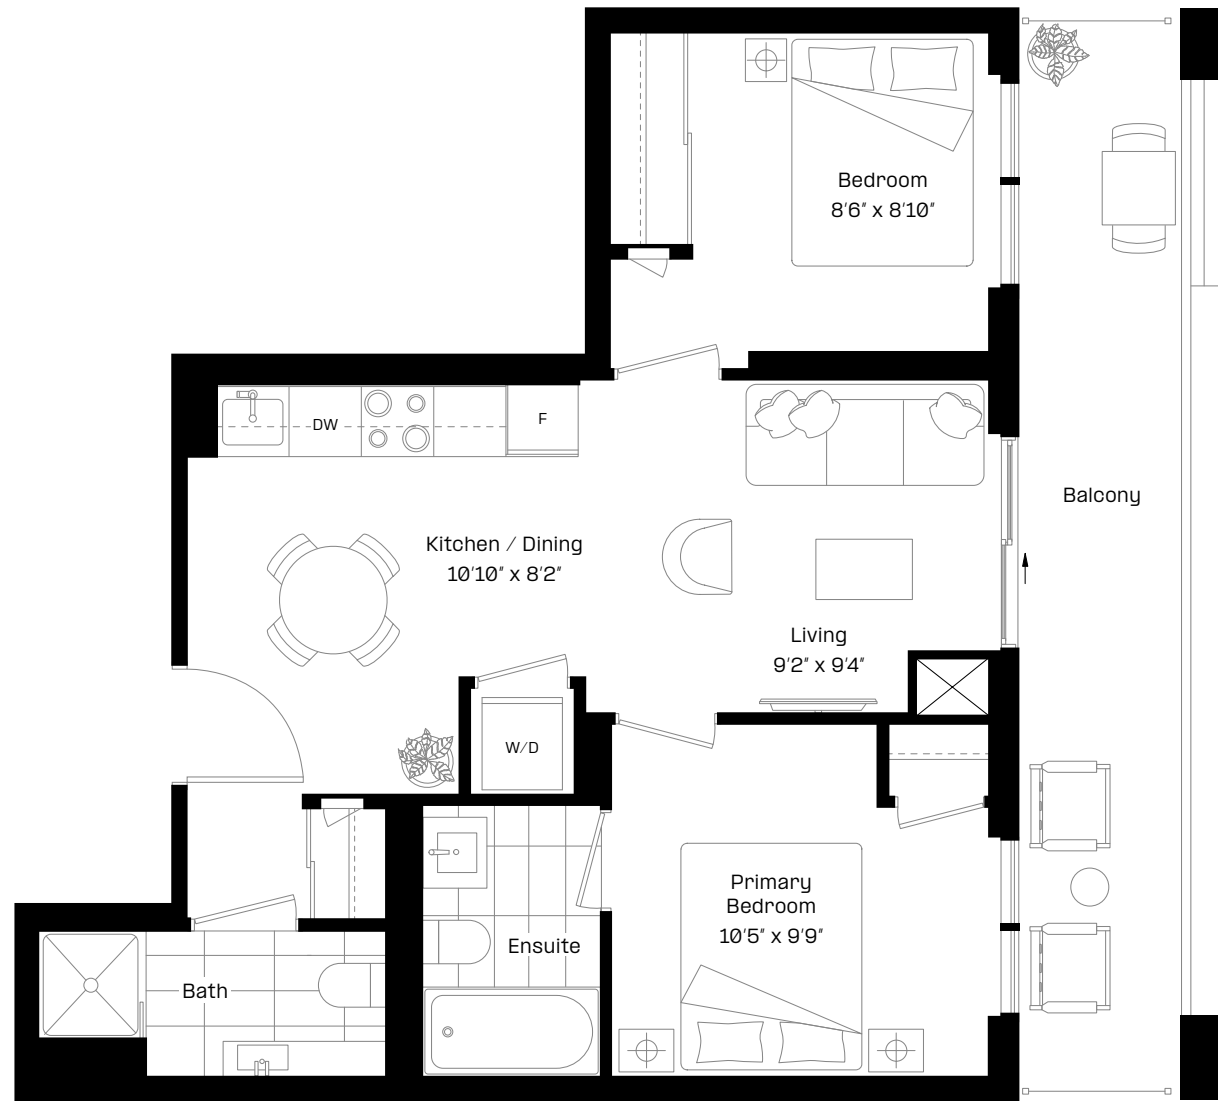 Bedroom
8'6" x 8'10"
DW
F
Balcony
Kitchen / Dining
10'10" x 8'2"
Living
9'2" x 9'4"
W/D
Primary
Bedroom
10'5" x 9'9"
Ensuite
Bath